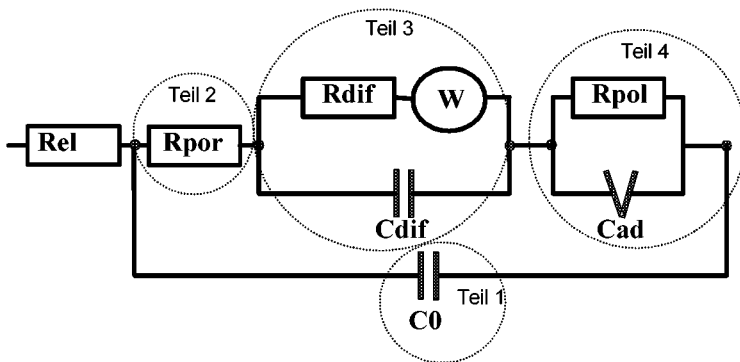 Teil 3
Teil 4
Teil 2
Rdif
W
Rpol
Rel
Rpor
Cdif
Cad
Teil 1
C0